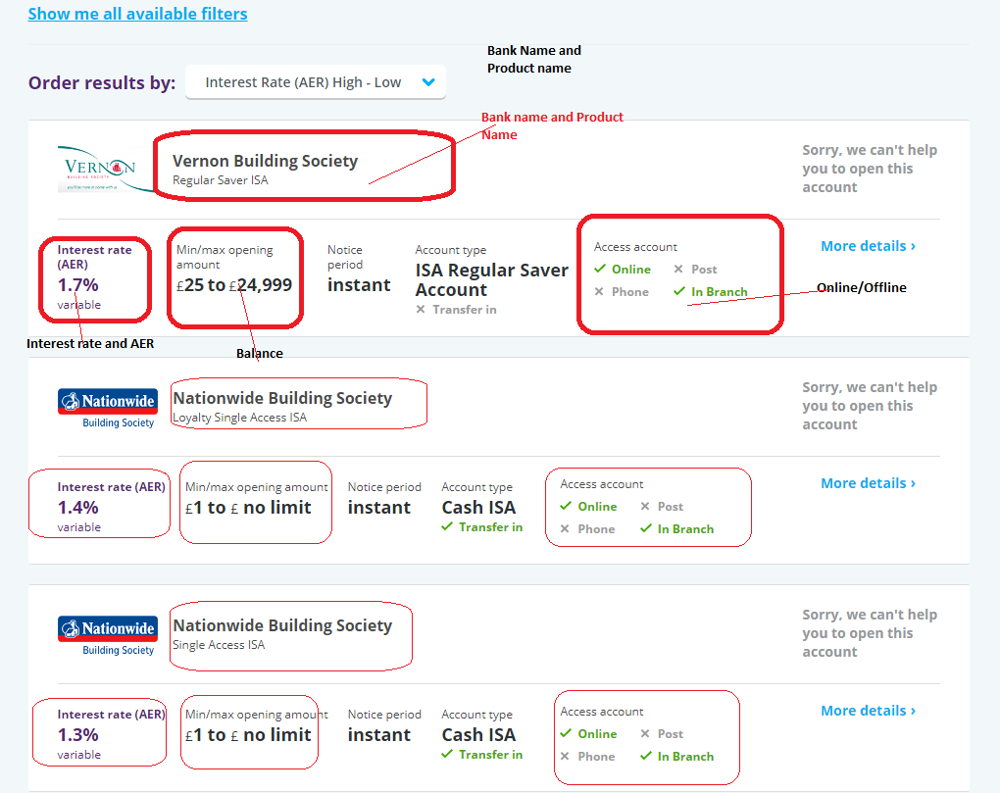 Show me all available filters
Bank Name and
Product name
Order results by: Interest Rate (AER) High - Low
Bank name and Product
Name
VERNON
BUILDING SOCIETY
Vernon Building Society
Regular Saver ISA
Sorry, we can't help
you to open this
account
Interest rate
(AER)
1.7%
variable
Min/max opening
amount
£25 to £24,999
Notice
period
instant
Account type
ISA Regular Saver
Account
✕ Transfer in
Access account
✓ Online ✕ Post
✕ Phone ✓ In Branch
More details ›
Online/Offline
Interest rate and AER
Balance
Nationwide
Building Society
Nationwide Building Society
Loyalty Single Access ISA
Sorry, we can't help
you to open this
account
Interest rate (AER)
1.4%
variable
Min/max opening amount
£1 to £ no limit
Notice period
instant
Account type
Cash ISA
✓ Transfer in
Access account
✓ Online ✕ Post
✕ Phone ✓ In Branch
More details ›
Nationwide
Building Society
Nationwide Building Society
Single Access ISA
Sorry, we can't help
you to open this
account
Interest rate (AER)
1.3%
variable
Min/max opening amount
£1 to £ no limit
Notice period
instant
Account type
Cash ISA
✓ Transfer in
Access account
✓ Online ✕ Post
✕ Phone ✓ In Branch
More details ›